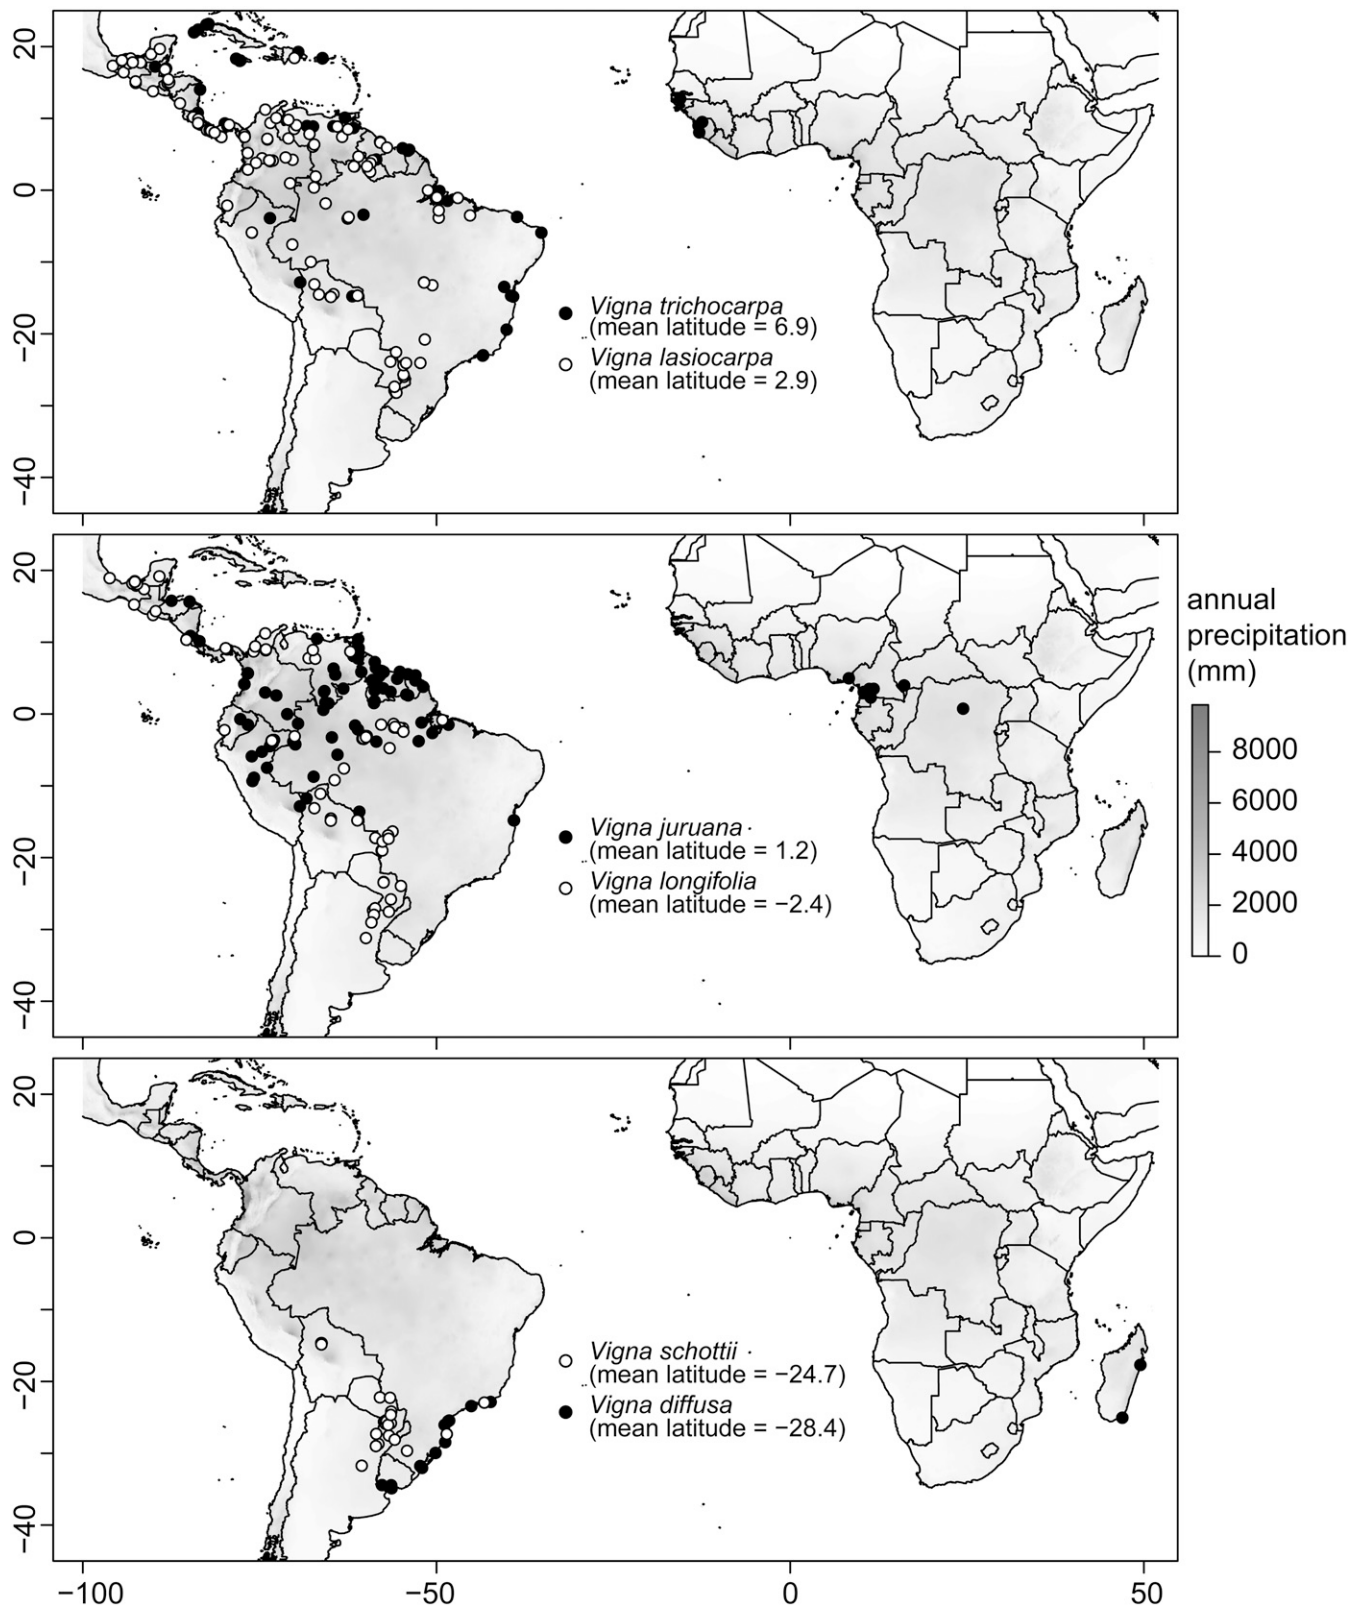 20
0
−20
−40
Vigna trichocarpa
(mean latitude = 6.9)
Vigna lasiocarpa
(mean latitude = 2.9)
20
0
−20
−40
Vigna juruana
(mean latitude = 1.2)
Vigna longifolia
(mean latitude = −2.4)
annual
precipitation
(mm)
8000
6000
4000
2000
0
20
0
−20
−40
Vigna schottii
(mean latitude = −24.7)
Vigna diffusa
(mean latitude = −28.4)
−100 −50 0 50